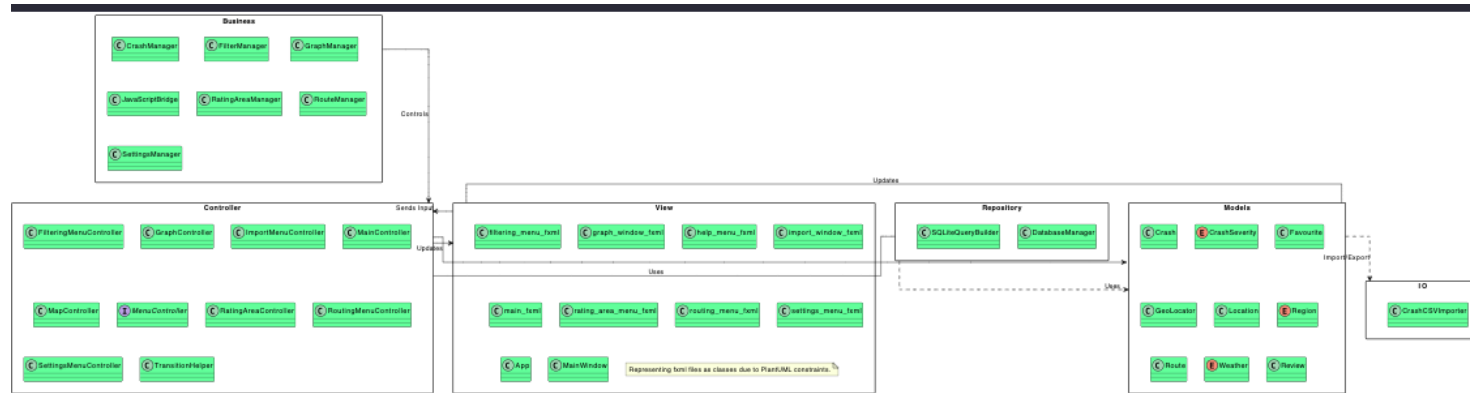 Business
C CrashManager
C FilterManager
C GraphManager
C JavaScriptBridge
C RatingAreaManager
C RouteManager
C SettingsManager
Controls
Updates
Controller
Sends Input
C FilteringMenuController
C GraphController
C ImportMenuController
C MainController
C MapController
I MenuController
C RatingAreaController
C RoutingMenuController
C SettingsMenuController
C TransitionHelper
Updates
View
C filtering_menu_fxml
C graph_window_fxml
C help_menu_fxml
C import_window_fxml
C main_fxml
C rating_area_menu_fxml
C routing_menu_fxml
C settings_menu_fxml
C App
C MainWindow
Representing fxml files as classes due to PlantUML constraints.
Uses
Repository
C SQLiteQueryBuilder
C DatabaseManager
Uses
Models
C Crash
E CrashSeverity
C Favourite
C GeoLocator
C Location
E Region
C Route
E Weather
C Review
Import/Export
IO
C CrashCSVImporter